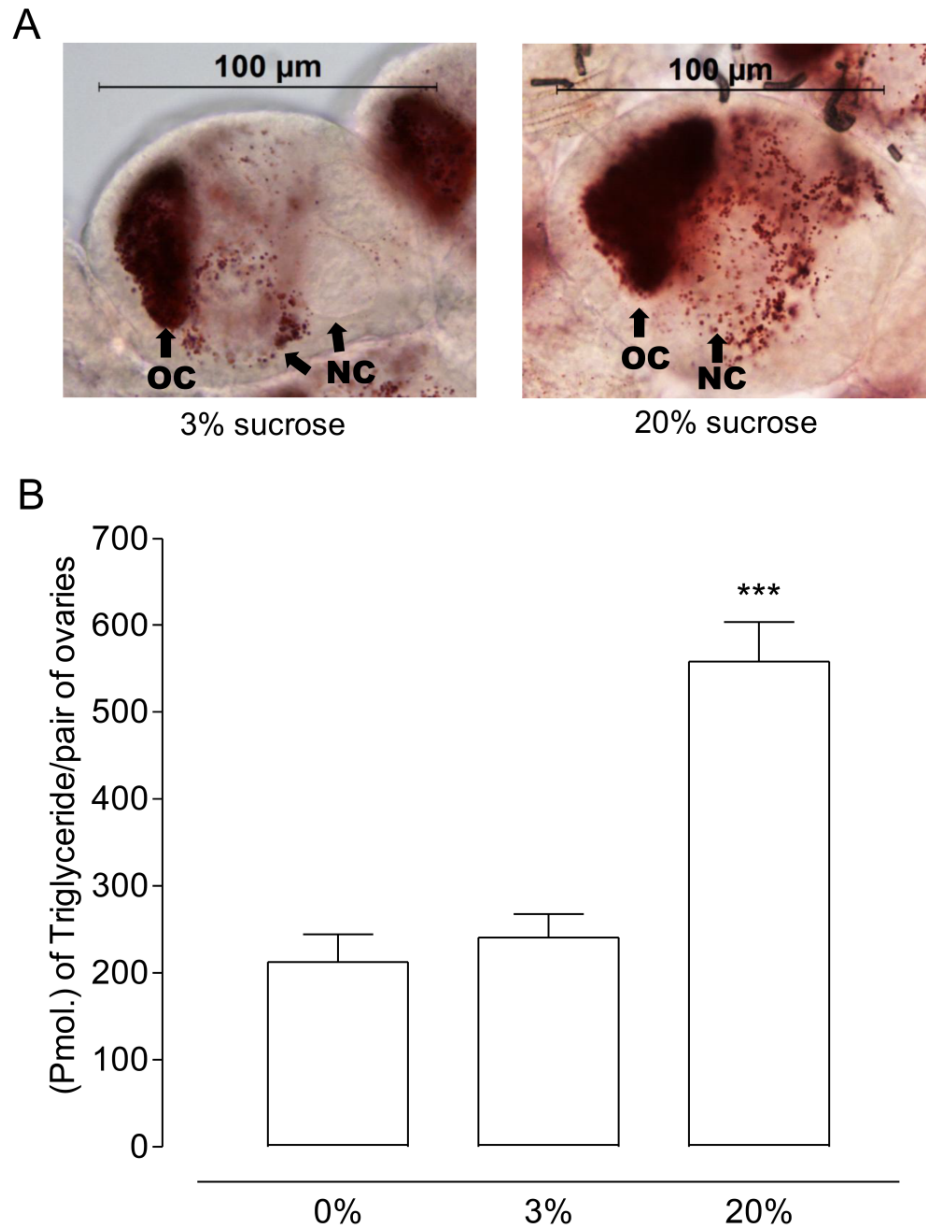 A
100 µm
100 µm
OC
NC
OC
NC
3% sucrose
20% sucrose
B
(Pmol.) of Triglyceride/pair of ovaries
700
600
500
400
300
200
100
0
***
0%
3%
20%